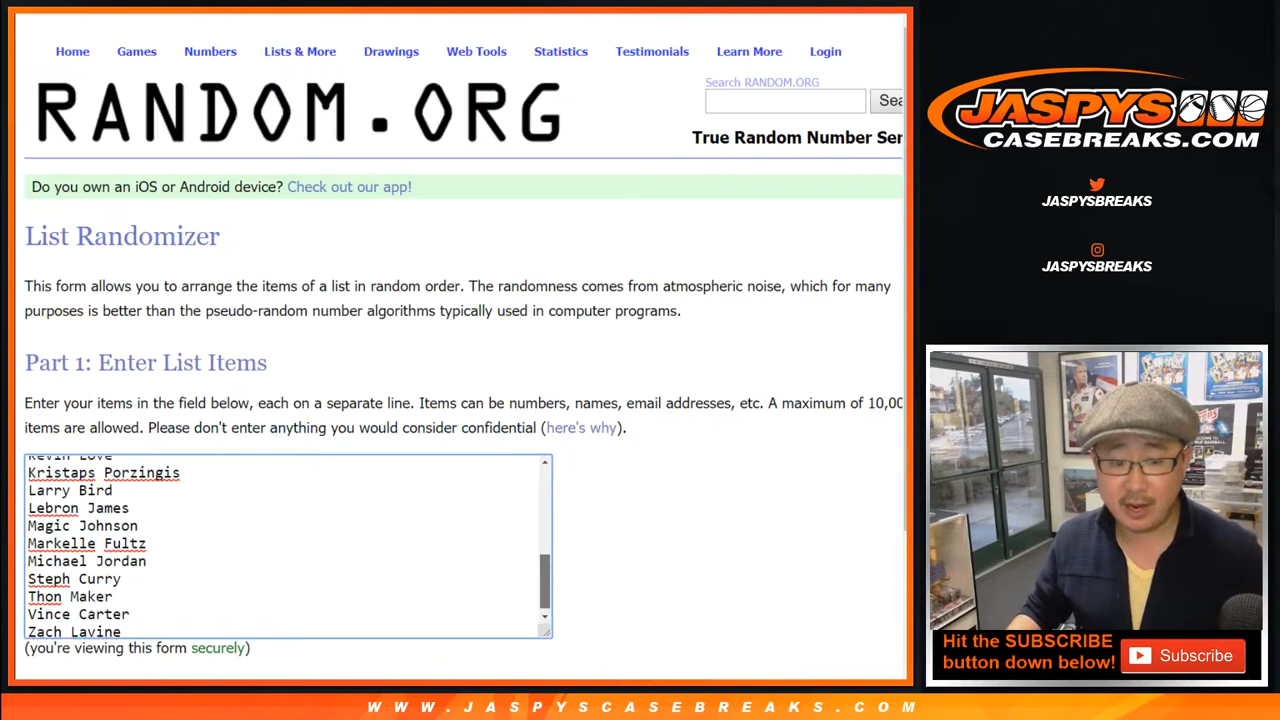 Home Games Numbers Lists & More Drawings Web Tools Statistics Testimonials Learn More Login
RANDOM.ORG
Search RANDOM.ORG
Sea
True Random Number Ser
Do you own an iOS or Android device? Check out our app!
List Randomizer
This form allows you to arrange the items of a list in random order. The randomness comes from atmospheric noise, which for many
purposes is better than the pseudo-random number algorithms typically used in computer programs.
Part 1: Enter List Items
Enter your items in the field below, each on a separate line. Items can be numbers, names, email addresses, etc. A maximum of 10,00
items are allowed. Please don't enter anything you would consider confidential (here's why).
Kevin Love
Kristaps Porzingis
Larry Bird
Lebron James
Magic Johnson
Markelle Fultz
Michael Jordan
Steph Curry
Thon Maker
Vince Carter
Zach Lavine
(you're viewing this form securely)
JASPYS
CASEBREAKS.COM
JASPYSBREAKS
JASPYSBREAKS
Hit the SUBSCRIBE
button down below!
Subscribe
WWW.JASPYSCASEBREAKS.COM